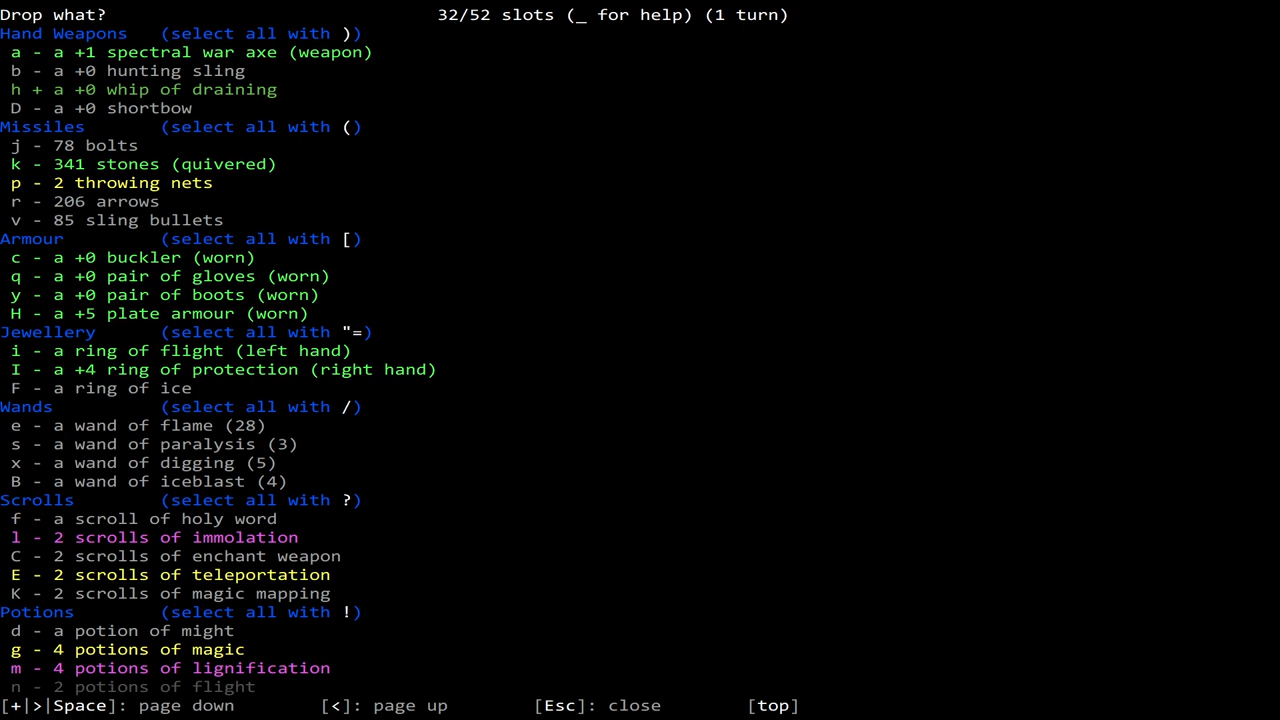 Drop what? 32/52 slots (_ for help) (1 turn)
Hand Weapons (select all with ))
a - a +1 spectral war axe (weapon)
b - a +0 hunting sling
h + a +0 whip of draining
D - a +0 shortbow
Missiles (select all with ()
j - 78 bolts
k - 341 stones (quivered)
p - 2 throwing nets
r - 206 arrows
v - 85 sling bullets
Armour (select all with [)
c - a +0 buckler (worn)
q - a +0 pair of gloves (worn)
y - a +0 pair of boots (worn)
H - a +5 plate armour (worn)
Jewellery (select all with "=)
i - a ring of flight (left hand)
I - a +4 ring of protection (right hand)
F - a ring of ice
Wands (select all with /)
e - a wand of flame (28)
s - a wand of paralysis (3)
x - a wand of digging (5)
B - a wand of iceblast (4)
Scrolls (select all with ?)
f - a scroll of holy word
l - 2 scrolls of immolation
C - 2 scrolls of enchant weapon
E - 2 scrolls of teleportation
K - 2 scrolls of magic mapping
Potions (select all with !)
d - a potion of might
g - 4 potions of magic
m - 4 potions of lignification
n - 2 potions of flight
[+|>|Space]: page down [<]: page up [Esc]: close [top]